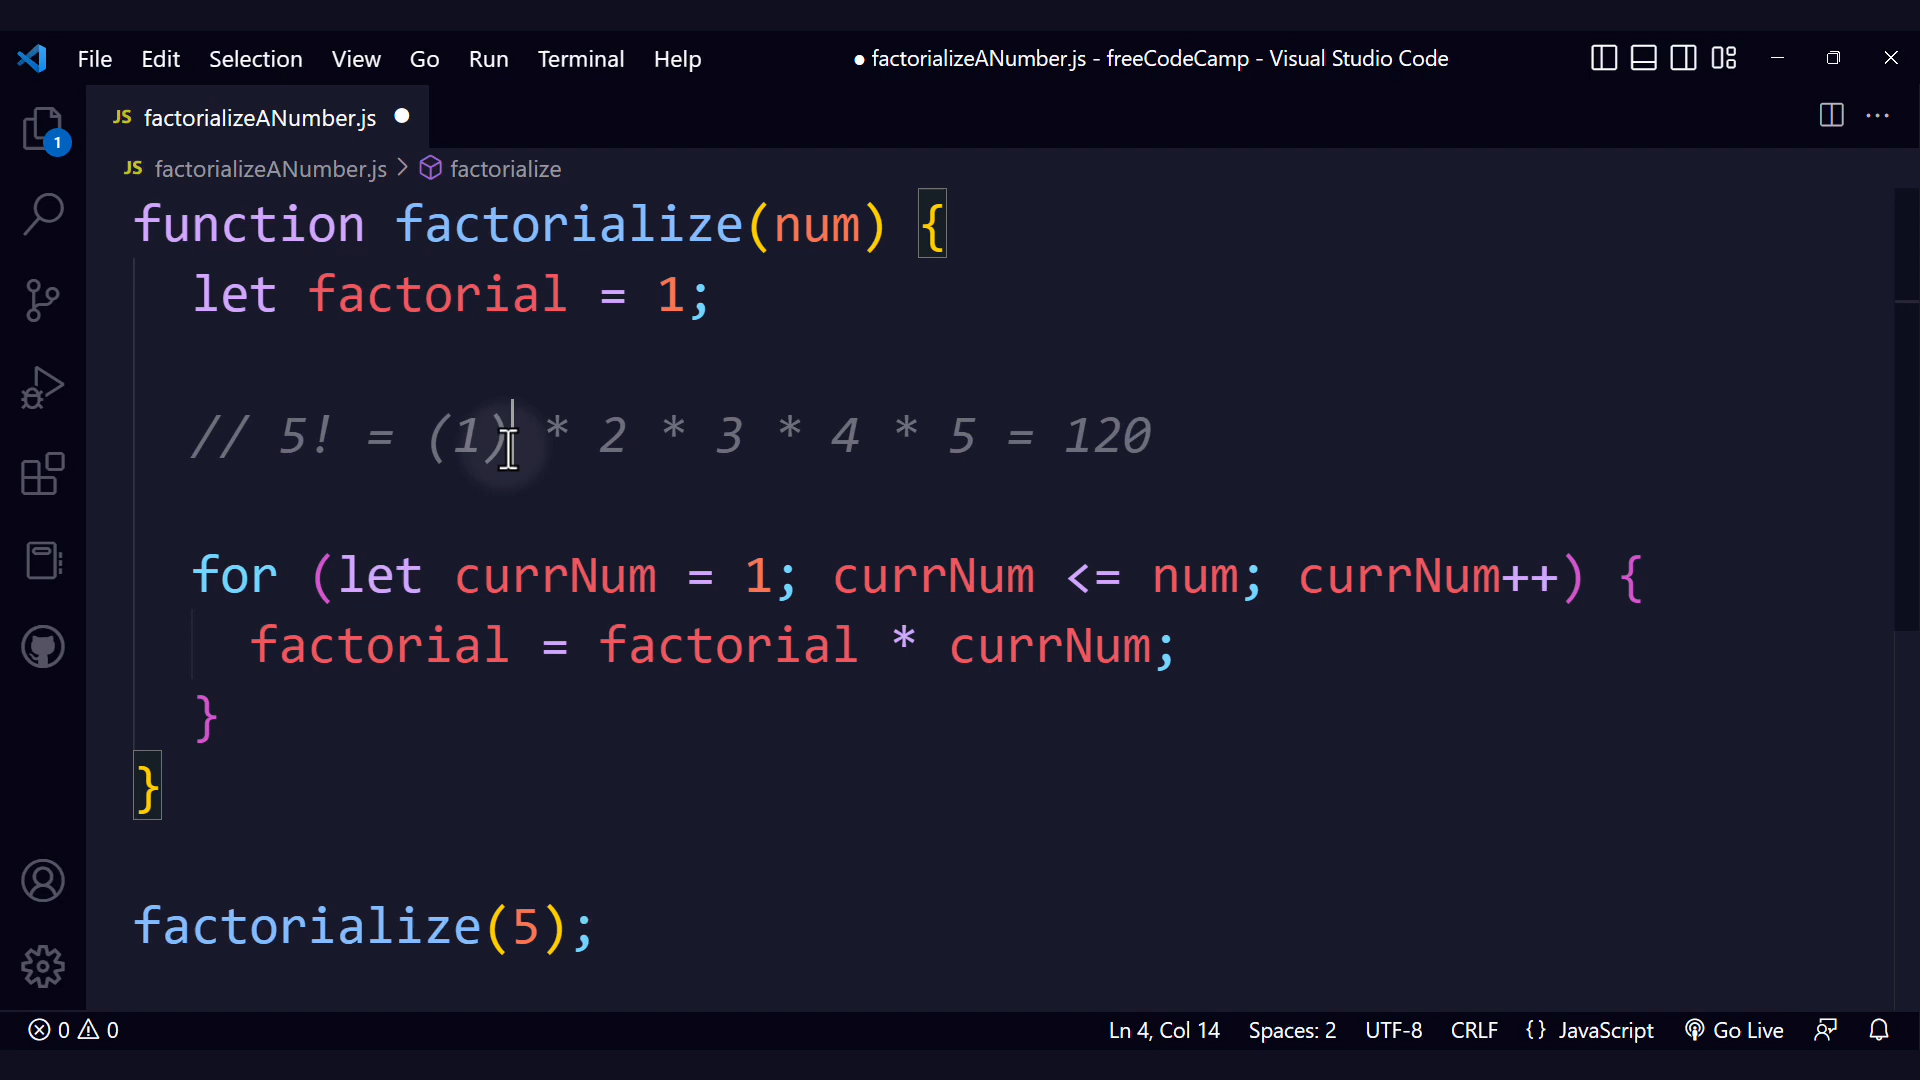 File Edit Selection View Go Run Terminal Help ● factorializeANumber.js - freeCodeCamp - Visual Studio Code
JS factorializeANumber.js ●
1
JS factorializeANumber.js > factorialize
function factorialize(num) {
let factorial = 1;
// 5! = (1) * 2 * 3 * 4 * 5 = 120
for (let currNum = 1; currNum <= num; currNum++) {
factorial = factorial * currNum;
}
}
factorialize(5);
0 0 Ln 4, Col 14 Spaces: 2 UTF-8 CRLF {} JavaScript Go Live